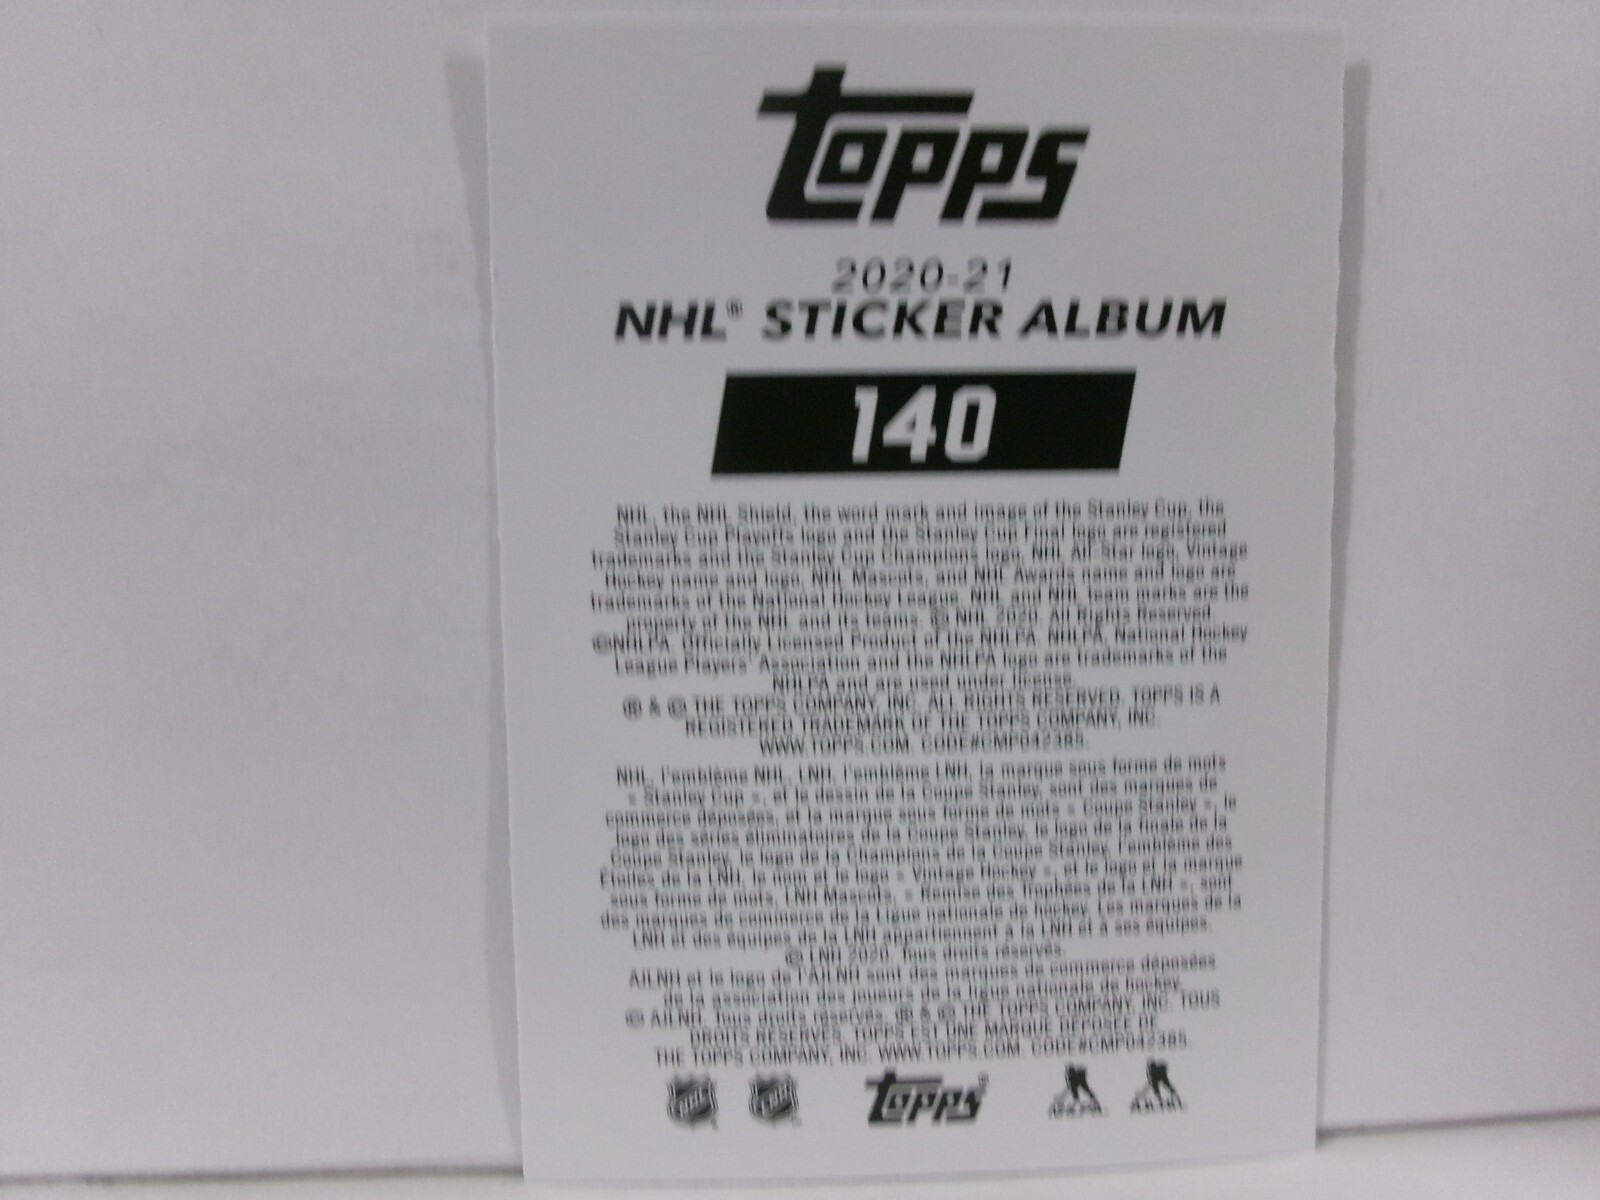 topps
2020-21
NHL® STICKER ALBUM
140
NHL, the NHL Shield, the word mark and image of the Stanley Cup, the
Stanley Cup Playoffs logo and the Stanley Cup Final logo are registered
trademarks and the Stanley Cup Champions logo, NHL All-Star logo, Vintage
Hockey name and logo, NHL Mascots, and NHL Awards name and logo are
trademarks of the National Hockey League. NHL and NHL team marks are the
property of the NHL and its teams. © NHL 2020. All Rights Reserved.
©NHLPA. Officially Licensed Product of the NHLPA. NHLPA, National Hockey
League Players' Association and the NHLPA logo are trademarks of the
NHLPA and are used under license.
® & © THE TOPPS COMPANY, INC. ALL RIGHTS RESERVED. TOPPS IS A
REGISTERED TRADEMARK OF THE TOPPS COMPANY, INC.
WWW.TOPPS.COM. CODE#CMP042385.
NHL, l'emblème NHL, LNH, l'emblème LNH, la marque sous forme de mots
« Stanley Cup », et le dessin de la Coupe Stanley, sont des marques de
commerce déposées, et la marque sous forme de mots « Coupe Stanley », le
logo des séries éliminatoires de la Coupe Stanley, le logo de la finale de la
Coupe Stanley, le logo de la Champions de la Coupe Stanley, l'emblème des
Étoiles de la LNH, le nom et le logo « Vintage Hockey », et le logo et la marque
sous forme de mots, LNH Mascots, « Remise des Trophées de la LNH », sont
des marques de commerce de la Ligue nationale de hockey. Les marques de la
LNH et des équipes de la LNH appartiennent à la LNH et à ses équipes.
© LNH 2020. Tous droits réservés.
AJLNH et le logo de l'AJLNH sont des marques de commerce déposées
de la association des joueurs de la ligue nationale de hockey.
© AJLNH. Tous droits réservés. ® & © THE TOPPS COMPANY, INC. TOUS
DROITS RÉSERVÉS. TOPPS EST UNE MARQUE DÉPOSÉE DE
THE TOPPS COMPANY, INC. WWW.TOPPS.COM. CODE#CMP042385.
NHL NHL topps® NHLPA AJLNH